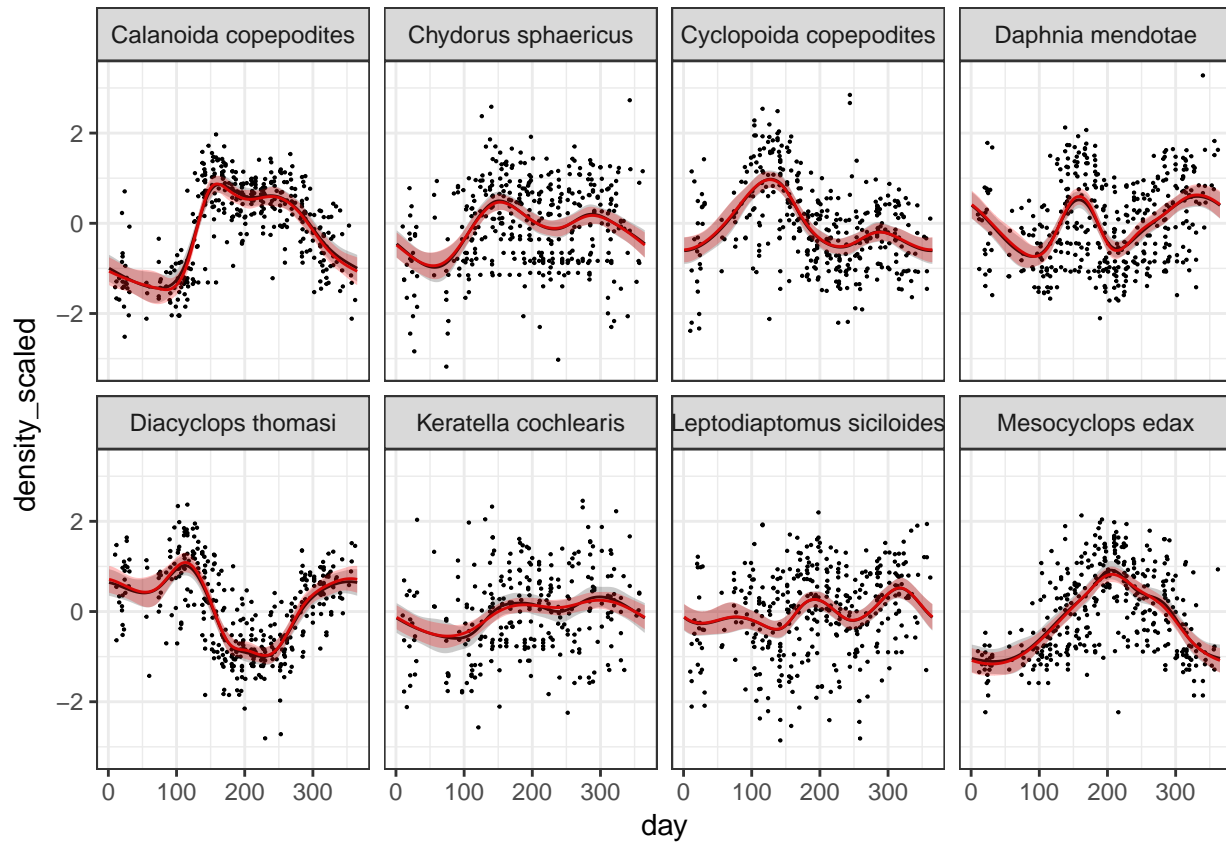 Calanoida copepodites
Chydorus sphaericus
Cyclopoida copepodites
Daphnia mendotae
2
0
−2
Diacyclops thomasi
Keratella cochlearis
Leptodiaptomus siciloides
Mesocyclops edax
2
0
−2
0 100 200 300
0 100 200 300
0 100 200 300
0 100 200 300
day
density_scaled